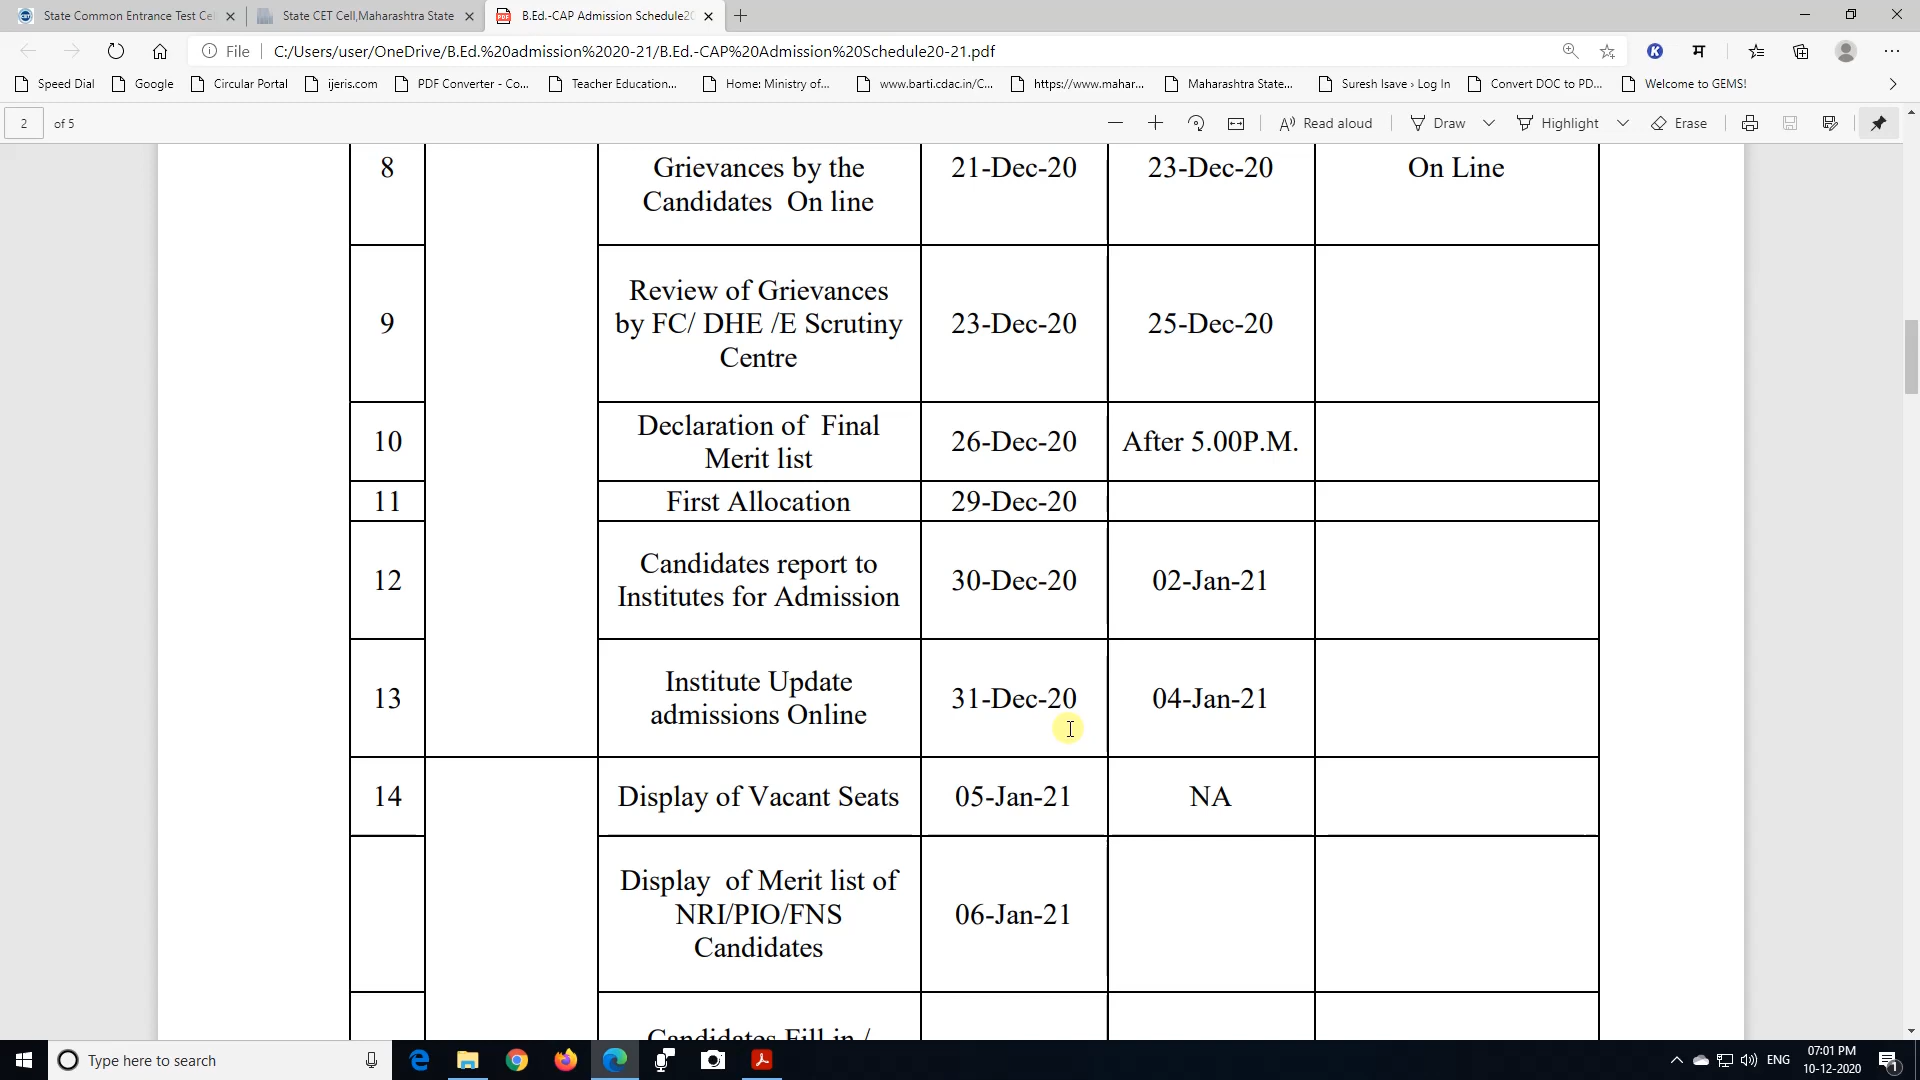 State Common Entrance Test Ce
State CET Cell,Maharashtra State
B.Ed.-CAP Admission Schedule2
File
C:/Users/user/OneDrive/B.Ed.%20admission%2020-21/B.Ed.-CAP%20Admission%20Schedule20-21.pdf
K
म
Speed Dial
Google
Circular Portal
ijeris.com
PDF Converter - Co...
Teacher Education...
Home: Ministry of...
www.barti.cdac.in/C...
https://www.mahar...
Maharashtra State...
Suresh Isave › Log In
Convert DOC to PD...
Welcome to GEMS!
2 of 5
Read aloud
Draw
Highlight
Erase
8 Grievances by the 21-Dec-20 23-Dec-20 On Line
Candidates On line
Review of Grievances
9 by FC/ DHE /E Scrutiny 23-Dec-20 25-Dec-20
Centre
Declaration of Final
10 26-Dec-20 After 5.00P.M.
Merit list
11 First Allocation 29-Dec-20
Candidates report to
12 30-Dec-20 02-Jan-21
Institutes for Admission
Institute Update
13 31-Dec-20 04-Jan-21
admissions Online
14 Display of Vacant Seats 05-Jan-21 NA
Display of Merit list of
NRI/PIO/FNS 06-Jan-21
Candidates
Candidates Fill in /
Type here to search
ENG
07:01 PM
10-12-2020
1